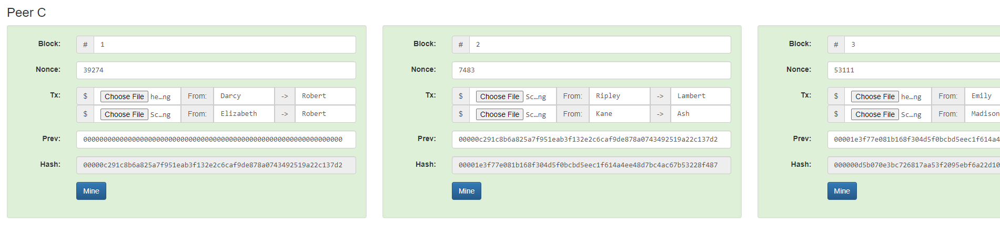 Peer C
Block: # 1
Nonce: 39274
Tx: $ Choose File he...ng From: Darcy -> Robert
$ Choose File Sc...ng From: Elizabeth -> Robert
Prev: 0000000000000000000000000000000000000000000000000000000000000000
Hash: 00000c291c8b6a825a7f951eab3f132e2c6caf9de878a0743492519a22c137d2
Mine
Block: # 2
Nonce: 7483
Tx: $ Choose File Sc...ng From: Ripley -> Lambert
$ Choose File Sc...ng From: Kane -> Ash
Prev: 00000c291c8b6a825a7f951eab3f132e2c6caf9de878a0743492519a22c137d2
Hash: 00001e3f77e081b168f304d5f0bcbd5eec1f614a4ee48d7bc4ac67b53228f487
Mine
Block: # 3
Nonce: 53111
Tx: $ Choose File he...ng From: Emily
$ Choose File Sc...ng From: Madison
Prev: 00001e3f77e081b168f304d5f0bcbd5eec1f614a4
Hash: 000000d5b070e3bc726817aa53f2095ebf6a22d10
Mine